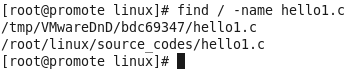 [root@promote linux]# find / -name hello1.c
/tmp/VMwareDnD/bdc69347/hello1.c
/root/linux/source_codes/hello1.c
[root@promote linux]#